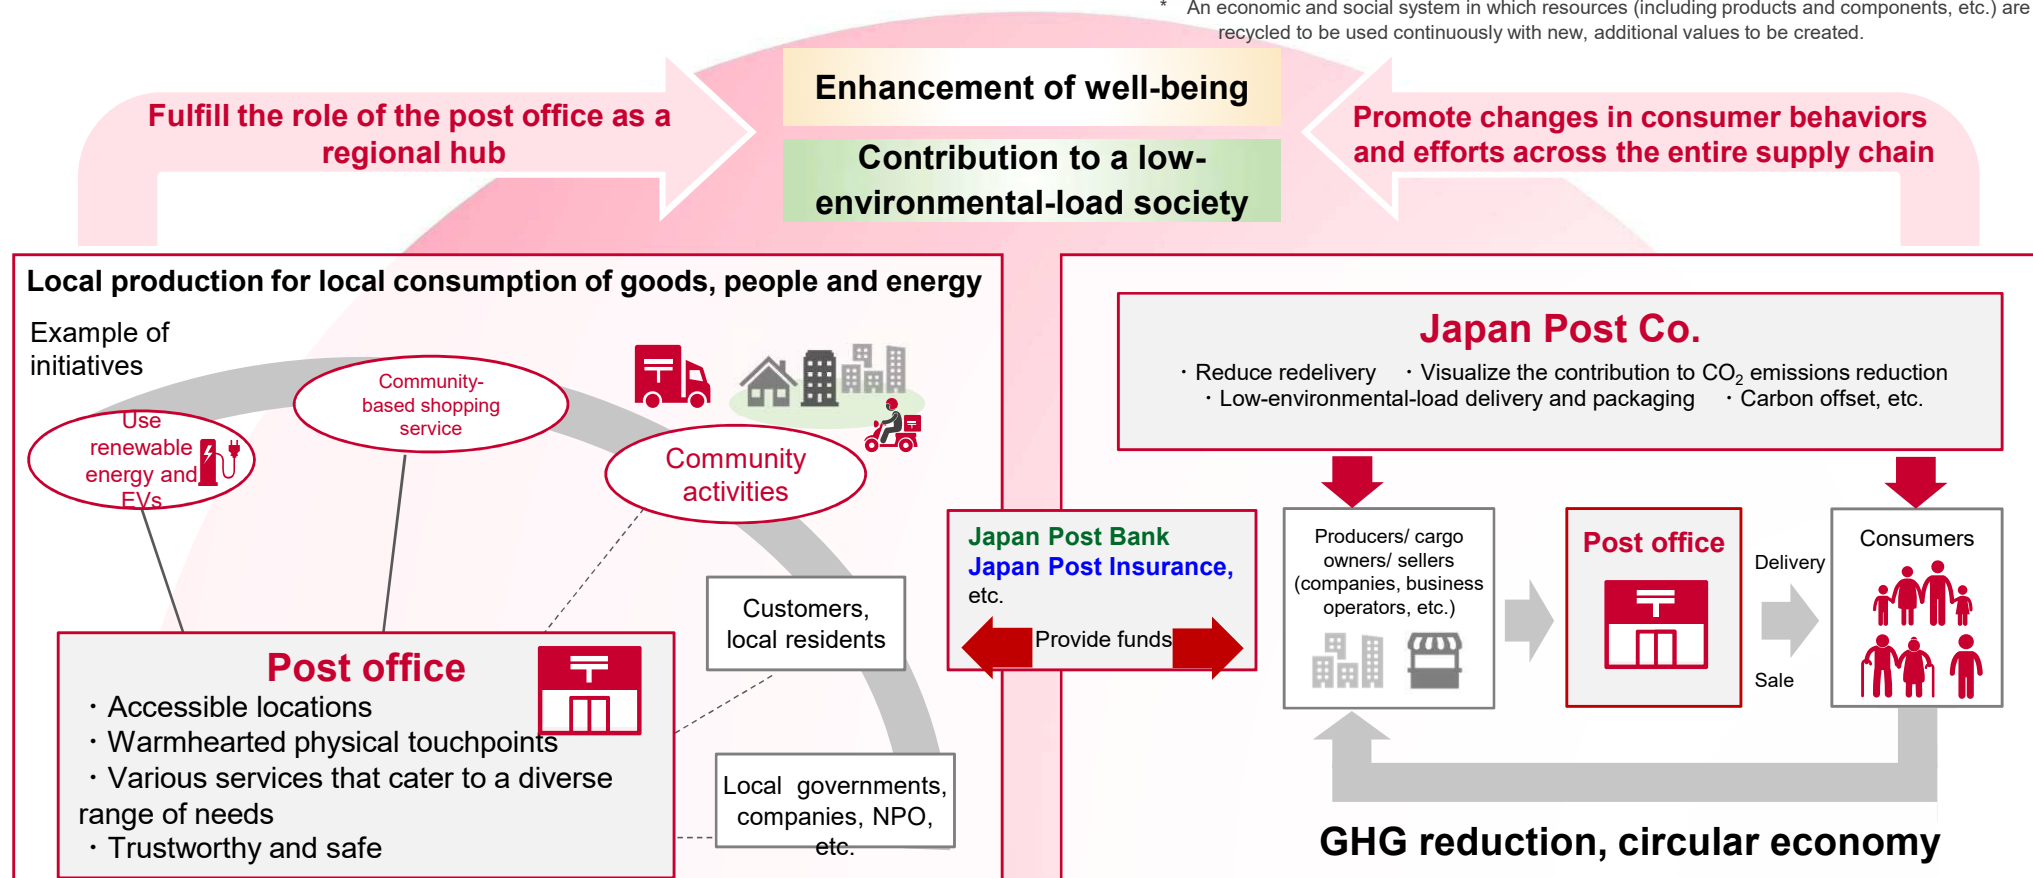 * An economic and social system in which resources (including products and components, etc.) are
recycled to be used continuously with new, additional values to be created.
Enhancement of well-being
Contribution to a low-
environmental-load society
Fulfill the role of the post office as a
regional hub
Promote changes in consumer behaviors
and efforts across the entire supply chain
Local production for local consumption of goods, people and energy
Example of
initiatives
Use
renewable
energy and
EVs
Community-
based shopping
service
Community
activities
Customers,
local residents
Local governments,
companies, NPO,
etc.
Post office
・Accessible locations
・Warmhearted physical touchpoints
・Various services that cater to a diverse
range of needs
・Trustworthy and safe
Japan Post Bank
Japan Post Insurance,
etc.
Provide funds
Japan Post Co.
・Reduce redelivery ・Visualize the contribution to CO₂ emissions reduction
・Low-environmental-load delivery and packaging ・Carbon offset, etc.
Producers/ cargo
owners/ sellers
(companies, business
operators, etc.)
Post office
Delivery
Sale
Consumers
GHG reduction, circular economy